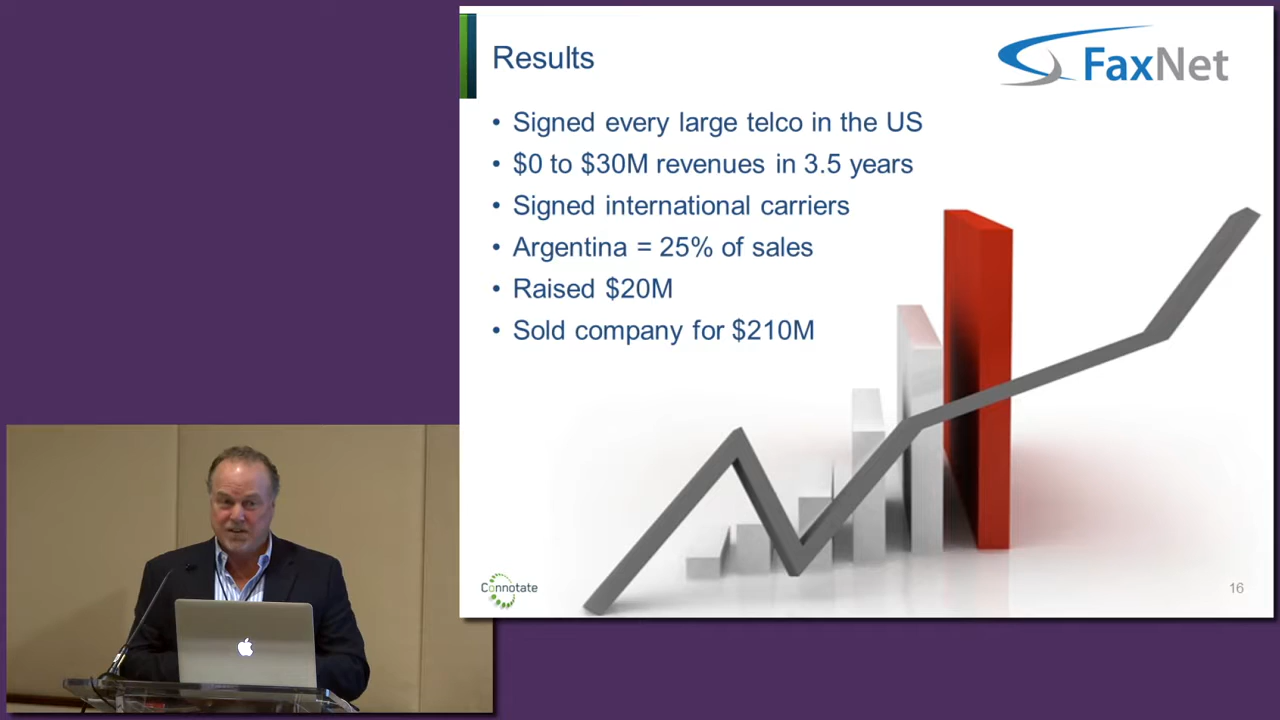 Results
FaxNet
• Signed every large telco in the US
• $0 to $30M revenues in 3.5 years
• Signed international carriers
• Argentina = 25% of sales
• Raised $20M
• Sold company for $210M
Connotate
16